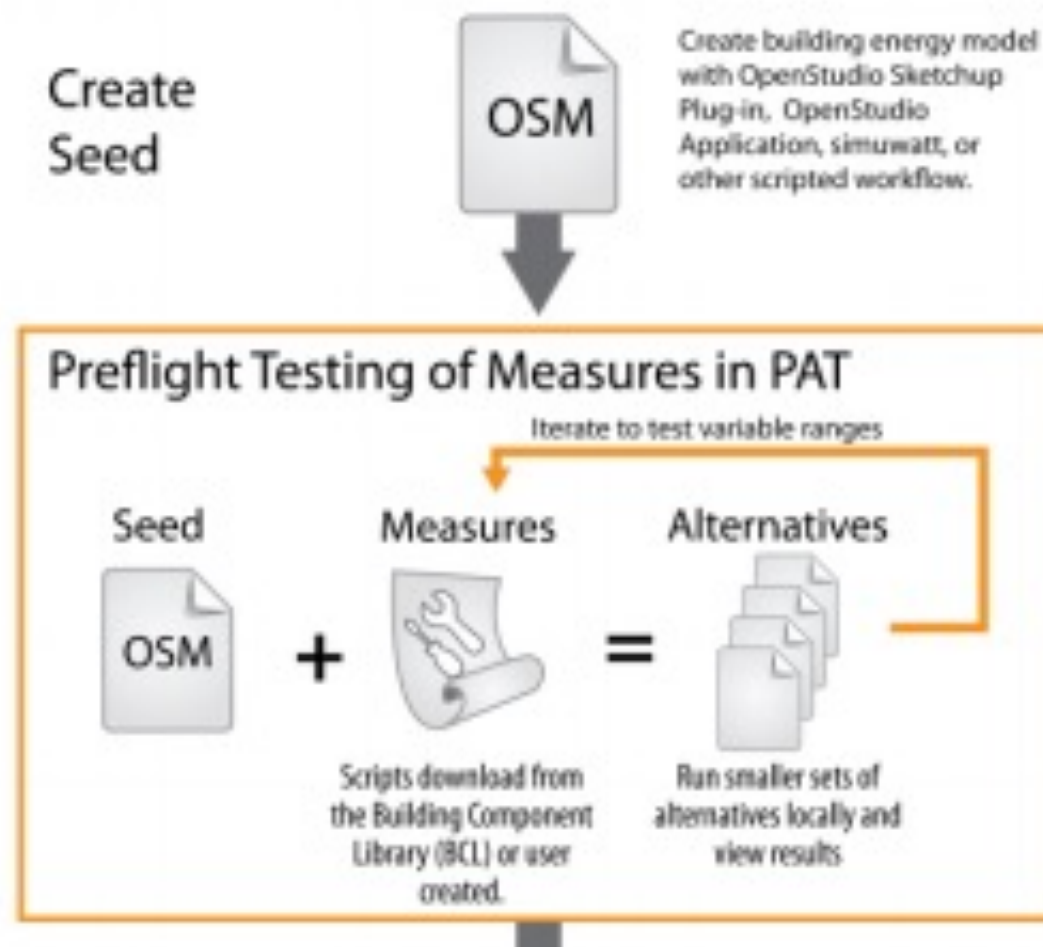 Create
Seed
OSM
Create building energy model
with OpenStudio Sketchup
Plug-in, OpenStudio
Application, simuwatt, or
other scripted workflow.
Preflight Testing of Measures in PAT
Iterate to test variable ranges
Seed
Measures
Alternatives
OSM
+
=
Scripts download from
the Building Component
Library (BCL) or user
created.
Run smaller sets of
alternatives locally and
view results